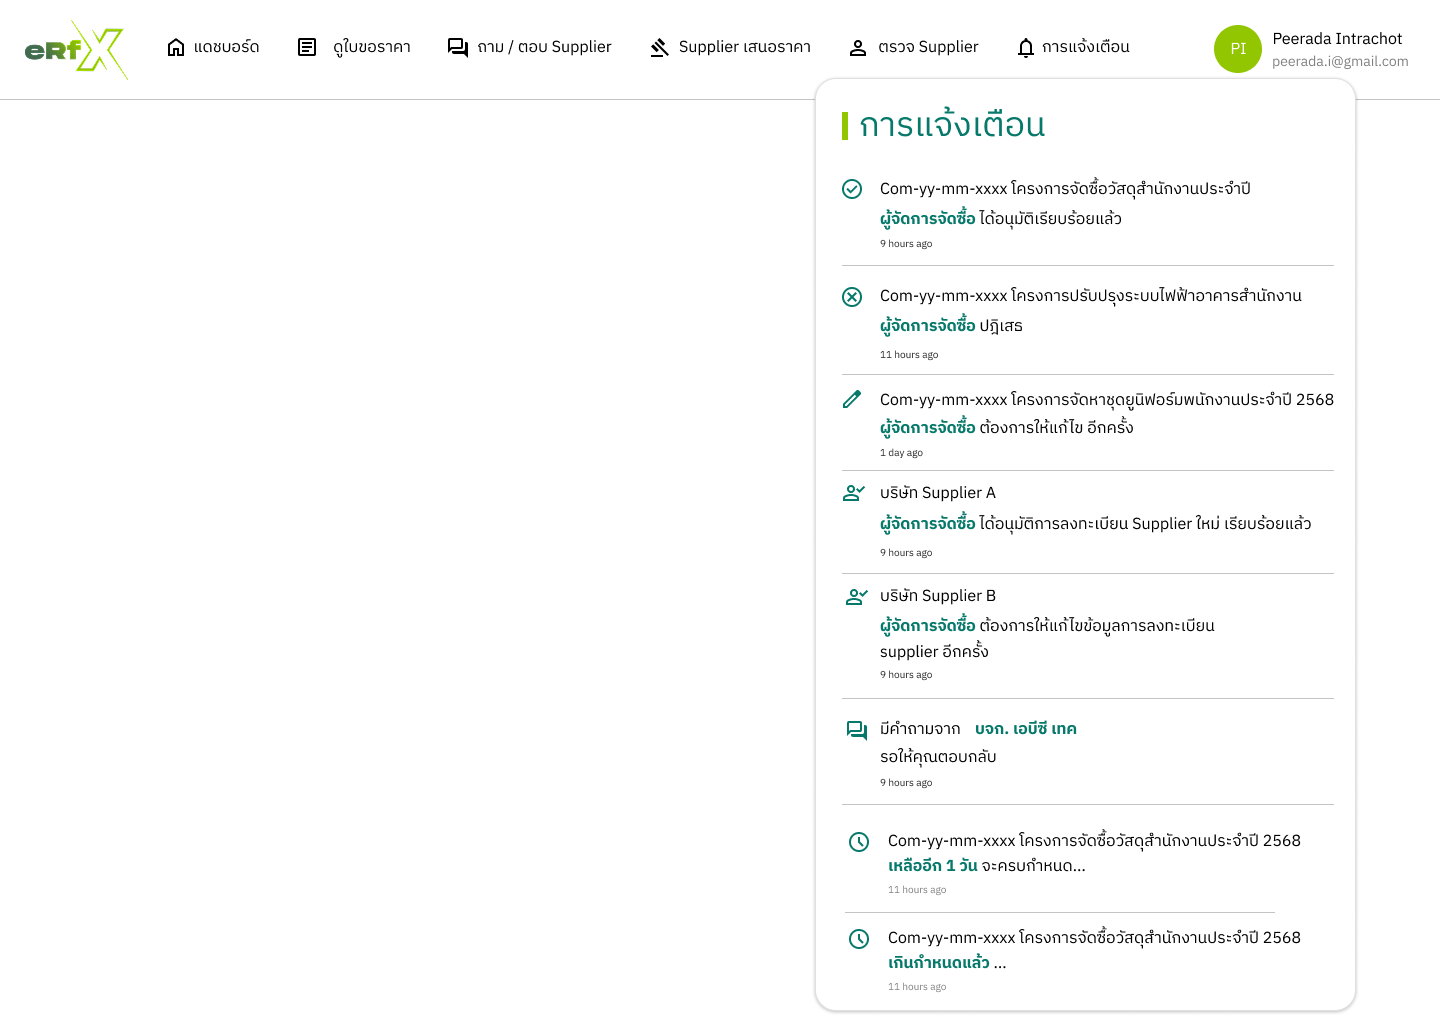 eRfX
แดชบอร์ด
ดูใบขอราคา
ถาม / ตอบ Supplier
Supplier เสนอราคา
ตรวจ Supplier
การแจ้งเตือน
PI
Peerada Intrachot
peerada.i@gmail.com
การแจ้งเตือน
Com-yy-mm-xxxx โครงการจัดซื้อวัสดุสำนักงานประจำปี
ผู้จัดการจัดซื้อ ได้อนุมัติเรียบร้อยแล้ว
9 hours ago
Com-yy-mm-xxxx โครงการปรับปรุงระบบไฟฟ้าอาคารสำนักงาน
ผู้จัดการจัดซื้อ ปฎิเสธ
11 hours ago
Com-yy-mm-xxxx โครงการจัดหาชุดยูนิฟอร์มพนักงานประจำปี 2568
ผู้จัดการจัดซื้อ ต้องการให้แก้ไข อีกครั้ง
1 day ago
บริษัท Supplier A
ผู้จัดการจัดซื้อ ได้อนุมัติการลงทะเบียน Supplier ใหม่ เรียบร้อยแล้ว
9 hours ago
บริษัท Supplier B
ผู้จัดการจัดซื้อ ต้องการให้แก้ไขข้อมูลการลงทะเบียน
supplier อีกครั้ง
9 hours ago
มีคำถามจาก บจก. เอบีซี เทค
รอให้คุณตอบกลับ
9 hours ago
Com-yy-mm-xxxx โครงการจัดซื้อวัสดุสำนักงานประจำปี 2568
เหลืออีก 1 วัน จะครบกำหนด...
11 hours ago
Com-yy-mm-xxxx โครงการจัดซื้อวัสดุสำนักงานประจำปี 2568
เกินกำหนดแล้ว ...
11 hours ago